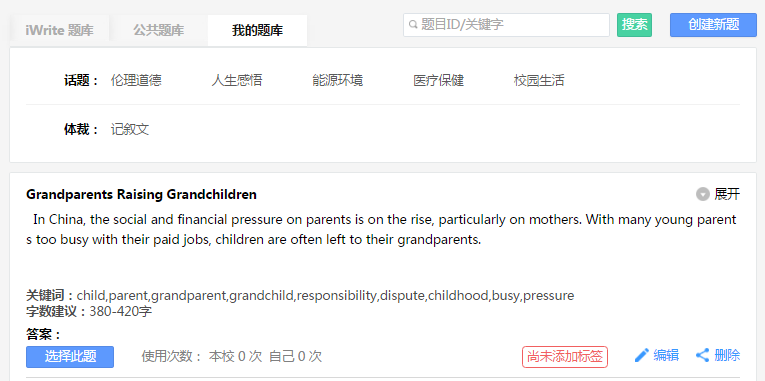 iWrite 题库 公共题库 我的题库 题目ID/关键字 搜索 创建新题
话题： 伦理道德 人生感悟 能源环境 医疗保健 校园生活
体裁： 记叙文
Grandparents Raising Grandchildren 展开
In China, the social and financial pressure on parents is on the rise, particularly on mothers. With many young parent
s too busy with their paid jobs, children are often left to their grandparents.
关键词：child,parent,grandparent,grandchild,responsibility,dispute,childhood,busy,pressure
字数建议：380-420字
答案：
选择此题 使用次数： 本校 0 次 自己 0 次 尚未添加标签 编辑 删除